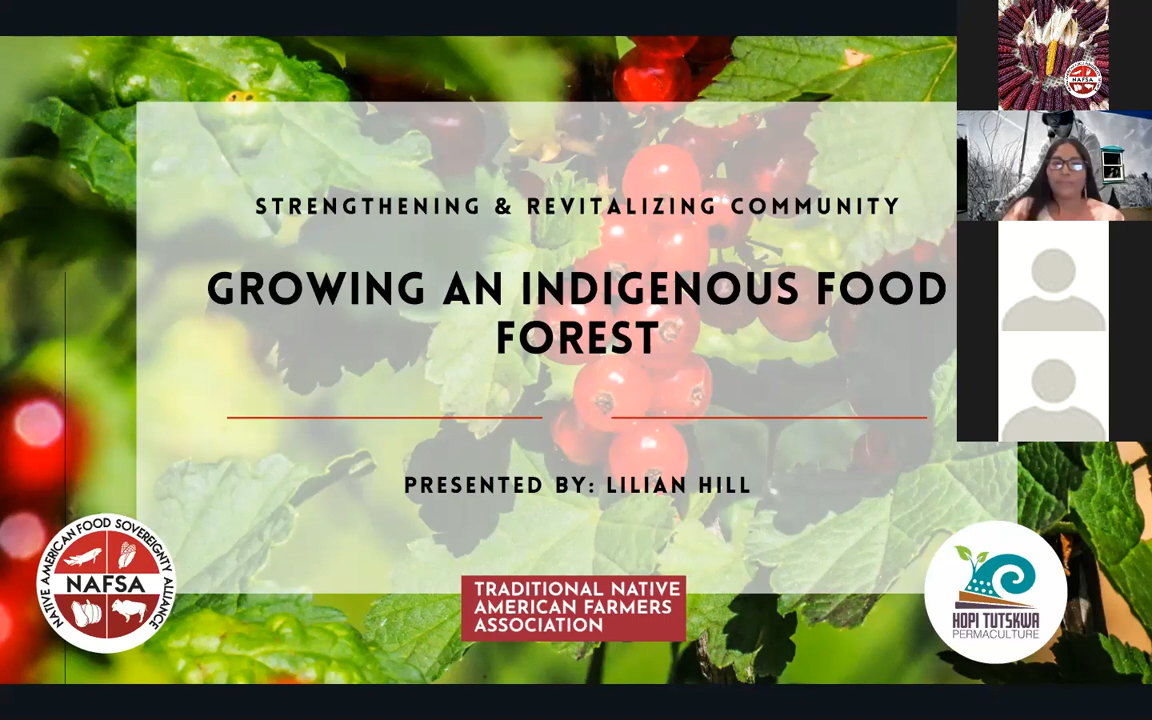 STRENGTHENING & REVITALIZING COMMUNITY
GROWING AN INDIGENOUS FOOD
FOREST
PRESENTED BY: LILIAN HILL
NATIVE AMERICAN FOOD SOVEREIGNTY ALLIANCE
NAFSA
TRADITIONAL NATIVE
AMERICAN FARMERS
ASSOCIATION
HOPI TUTSKWA
PERMACULTURE
NAFSA